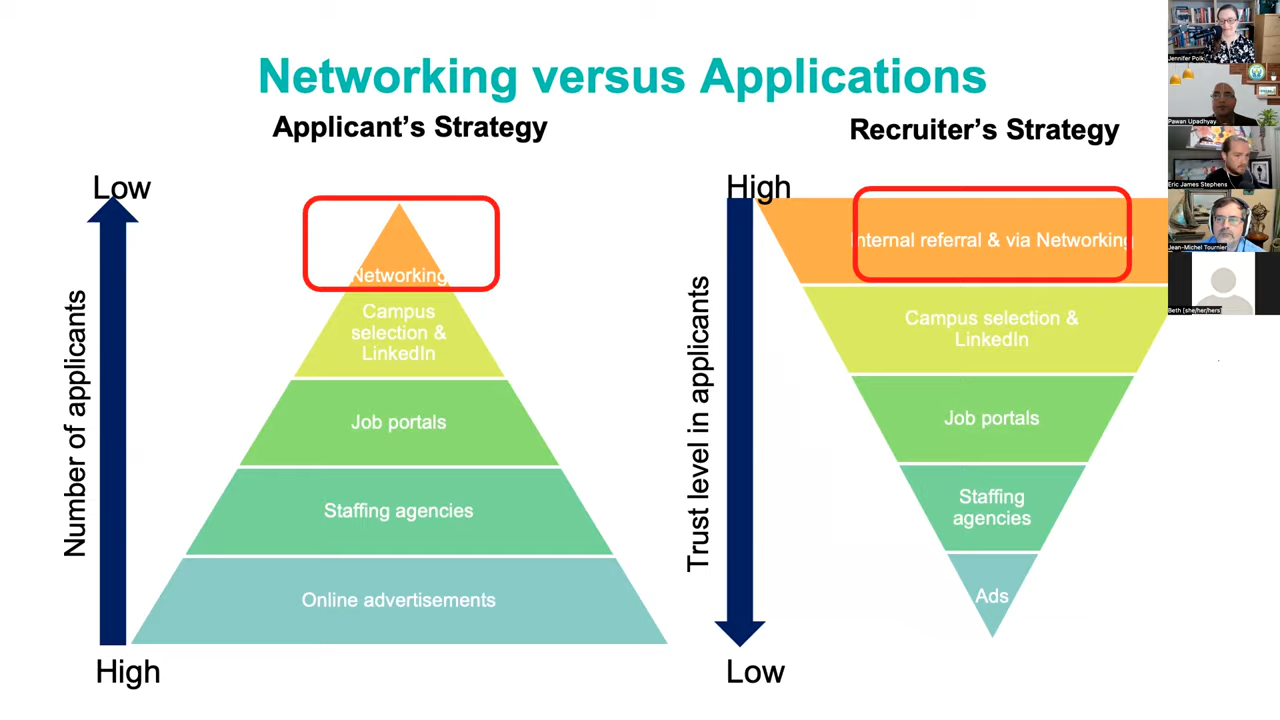 Networking versus Applications
Applicant's Strategy
Low
Number of applicants
High
Networking
Campus
selection &
LinkedIn
Job portals
Staffing agencies
Online advertisements
Recruiter's Strategy
High
Trust level in applicants
Low
Internal referral & via Networking
Campus selection &
LinkedIn
Job portals
Staffing
agencies
Ads
Jennifer Polk
Pawan Upadhyay
Eric James Stephens
Jean-Michel Tournier
Beth (she/her/hers)